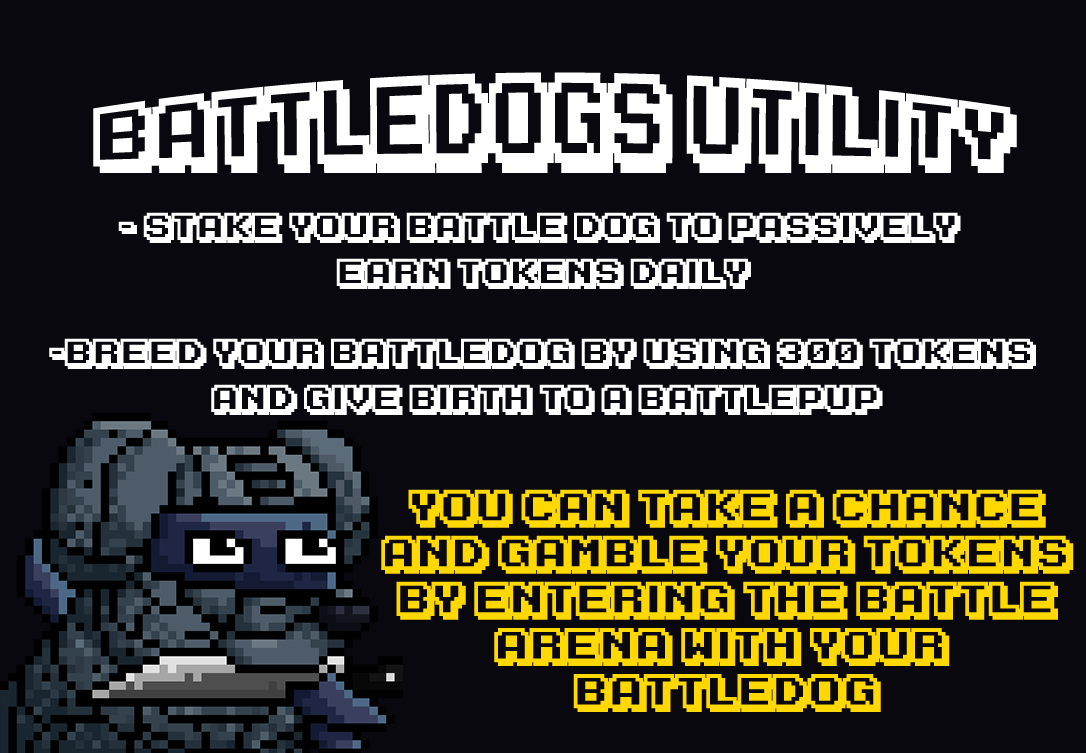 BATTLEDOGS UTILITY
- STAKE YOUR BATTLE DOG TO PASSIVELY
EARN TOKENS DAILY
-BREED YOUR BATTLEDOG BY USING 300 TOKENS
AND GIVE BIRTH TO A BATTLEPUP
YOU CAN TAKE A CHANCE
AND GAMBLE YOUR TOKENS
BY ENTERING THE BATTLE
ARENA WITH YOUR
BATTLEDOG